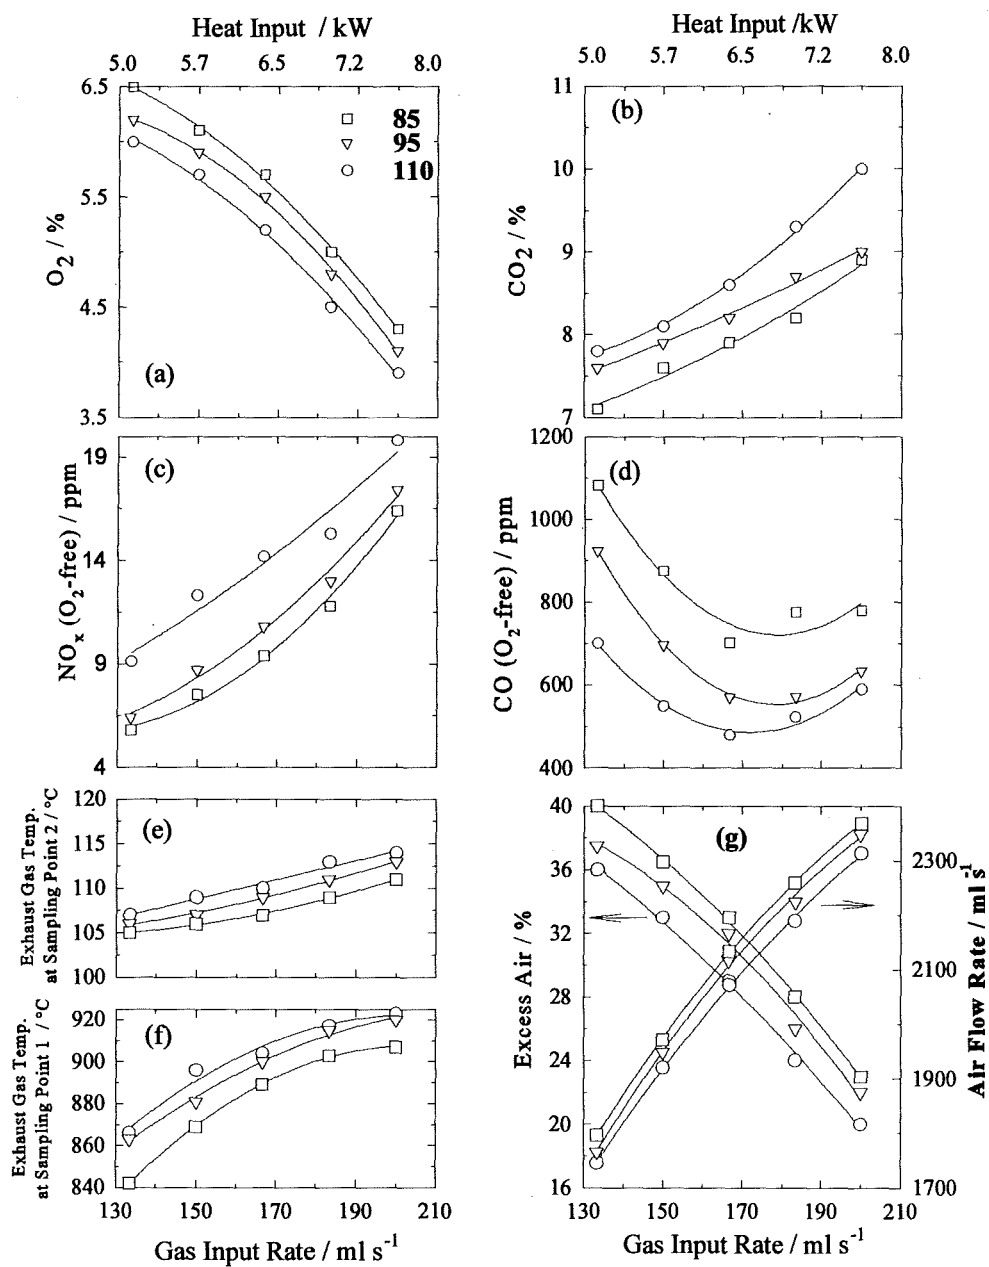 Heat Input / kW
5.0 5.7 6.5 7.2 8.0
6.5
5.5
4.5
3.5
O2 / %
85
95
110
(a)
Heat Input /kW
5.0 5.7 6.5 7.2 8.0
11
10
9
8
7
CO2 / %
(b)
19
14
9
4
NOx (O2-free) / ppm
(c)
1200
1000
800
600
400
CO (O2-free) / ppm
(d)
120
115
110
105
100
Exhaust Gas Temp.
at Sampling Point 2 / °C
(e)
920
900
880
860
840
Exhaust Gas Temp.
at Sampling Point 1 / °C
(f)
130 150 170 190 210
Gas Input Rate / ml s-1
40
36
32
28
24
20
16
Excess Air / %
(g)
2300
2100
1900
1700
Air Flow Rate / ml s-1
130 150 170 190 210
Gas Input Rate / ml s-1